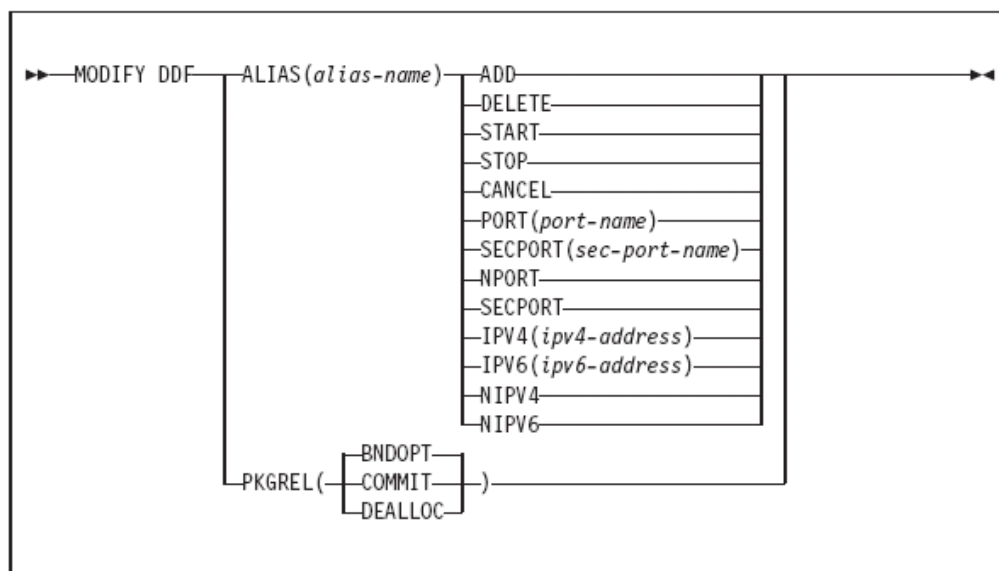 MODIFY DDF ALIAS(alias-name) ADD
DELETE
START
STOP
CANCEL
PORT(port-name)
SECPORT(sec-port-name)
NPORT
SECPORT
IPV4(ipv4-address)
IPV6(ipv6-address)
NIPV4
NIPV6
BNDOPT
PKGREL( COMMIT )
DEALLOC